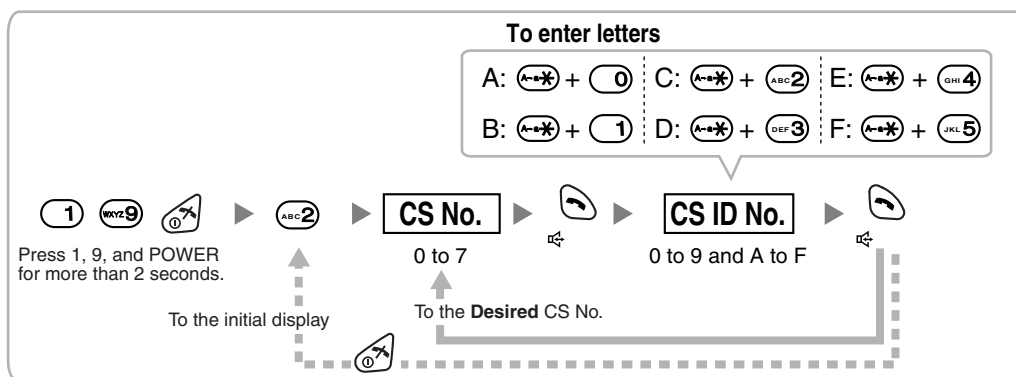 To enter letters
A: A→a✱ + 0 C: A→a✱ + ABC2 E: A→a✱ + GHI4
B: A→a✱ + 1 D: A→a✱ + DEF3 F: A→a✱ + JKL5
1 WXYZ9 ABC2 CS No. CS ID No.
Press 1, 9, and POWER
for more than 2 seconds.
0 to 7
0 to 9 and A to F
To the Desired CS No.
To the initial display